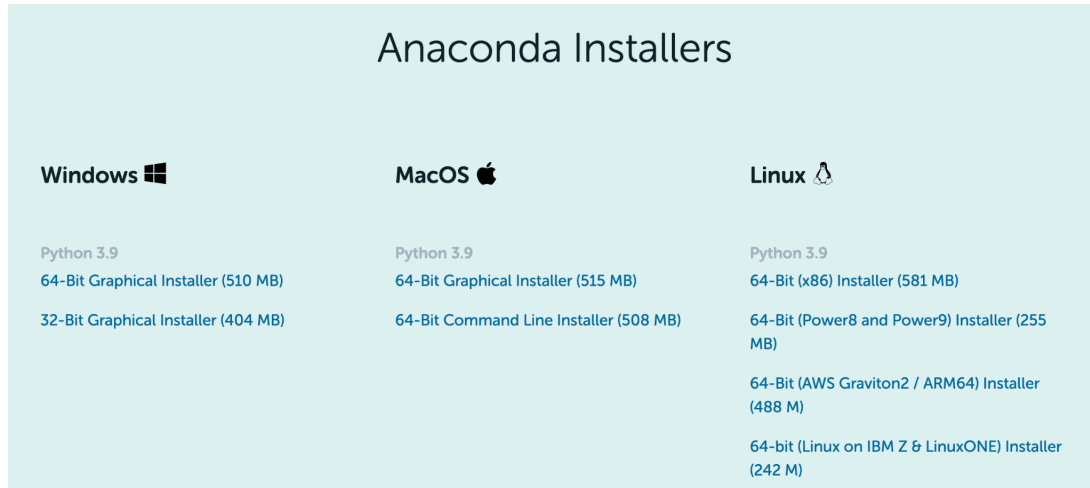 Anaconda Installers
Windows
Python 3.9
64-Bit Graphical Installer (510 MB)
32-Bit Graphical Installer (404 MB)
MacOS
Python 3.9
64-Bit Graphical Installer (515 MB)
64-Bit Command Line Installer (508 MB)
Linux
Python 3.9
64-Bit (x86) Installer (581 MB)
64-Bit (Power8 and Power9) Installer (255
MB)
64-Bit (AWS Graviton2 / ARM64) Installer
(488 M)
64-bit (Linux on IBM Z & LinuxONE) Installer
(242 M)